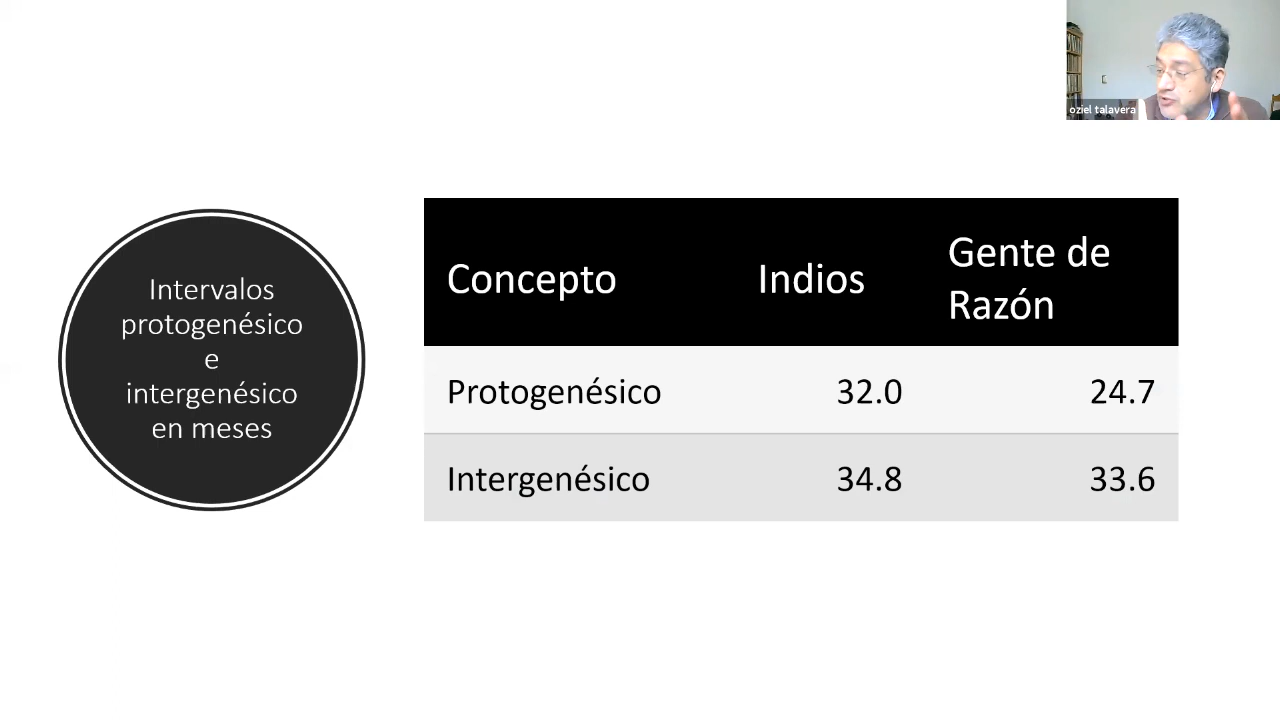 oziel talavera
Intervalos
protogenésico
e
intergenésico
en meses
Concepto Indios Gente de
Razón
Protogenésico 32.0 24.7
Intergenésico 34.8 33.6